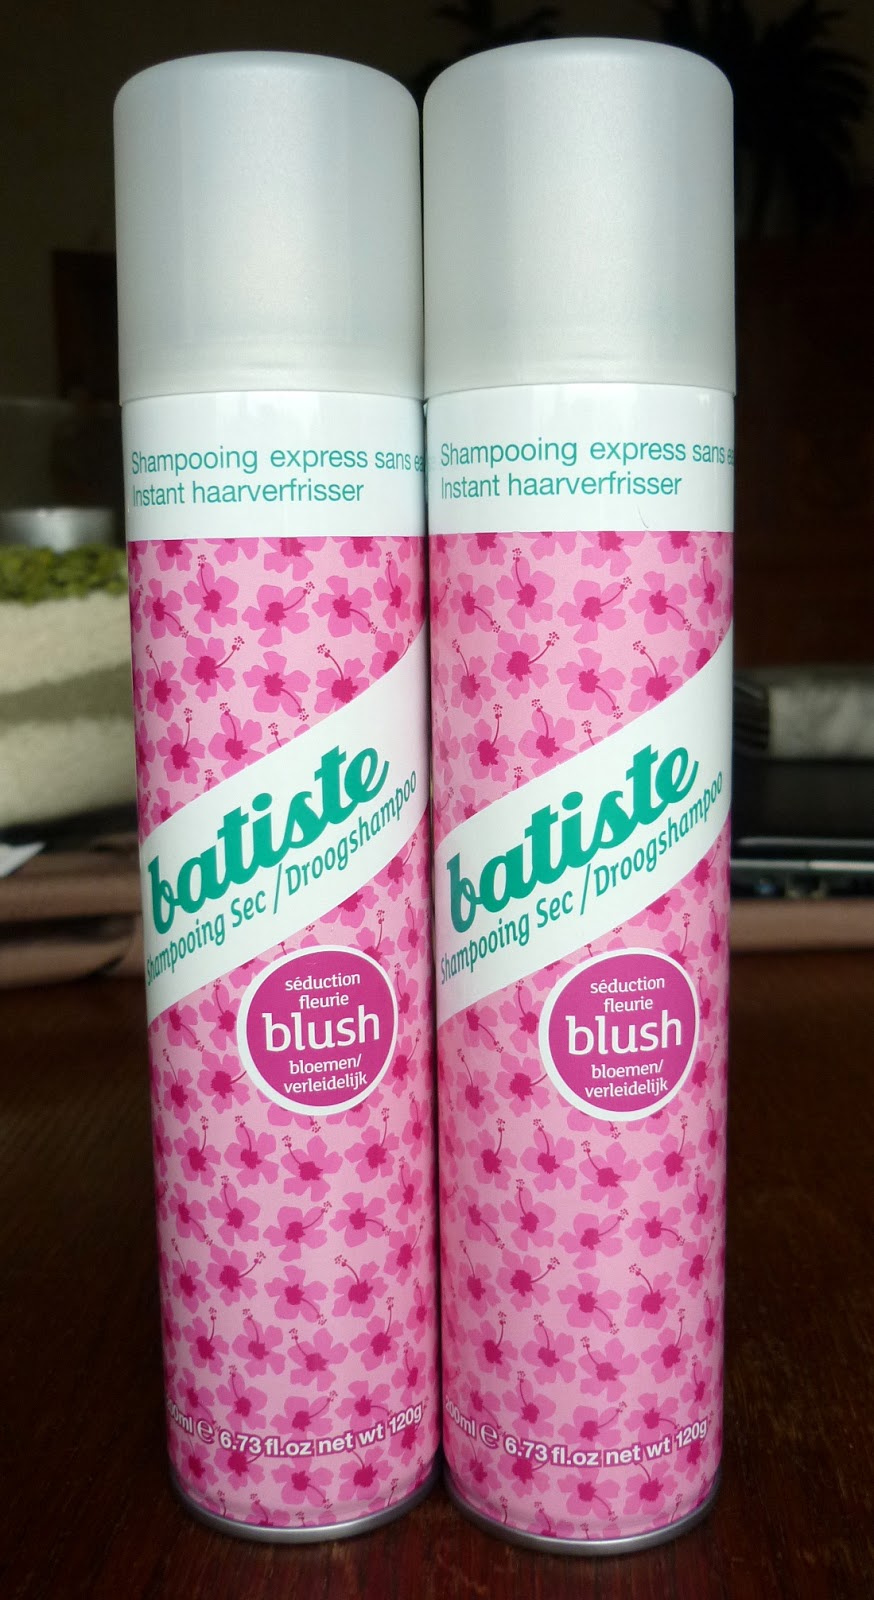 Shampooing express sans
Instant haarverfrisser
batiste
Shampooing Sec / Droogshampoo
séduction
fleurie
blush
bloemen/
verleidelijk
200ml e 6.73 fl.oz net wt 120g
Shampooing express sans
Instant haarverfrisser
batiste
Shampooing Sec / Droogshampoo
séduction
fleurie
blush
bloemen/
verleidelijk
200ml e 6.73 fl.oz net wt 120g